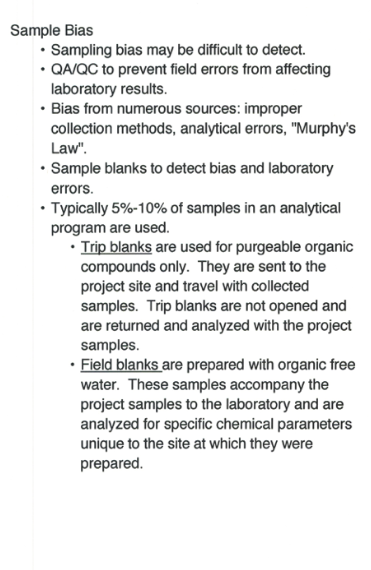 Sample Bias
• Sampling bias may be difficult to detect.
• QA/QC to prevent field errors from affecting
laboratory results.
• Bias from numerous sources: improper
collection methods, analytical errors, "Murphy's
Law".
• Sample blanks to detect bias and laboratory
errors.
• Typically 5%-10% of samples in an analytical
program are used.
• Trip blanks are used for purgeable organic
compounds only. They are sent to the
project site and travel with collected
samples. Trip blanks are not opened and
are returned and analyzed with the project
samples.
• Field blanks are prepared with organic free
water. These samples accompany the
project samples to the laboratory and are
analyzed for specific chemical parameters
unique to the site at which they were
prepared.